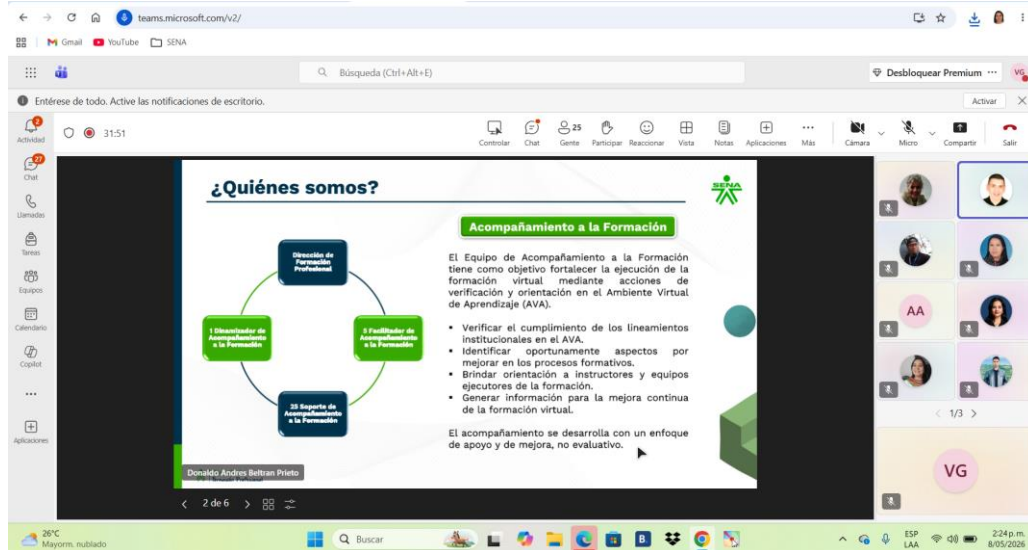 teams.microsoft.com/v2/
Gmail YouTube SENA
Búsqueda (Ctrl+Alt+E)
Desbloquear Premium ... VG
Entérese de todo. Active las notificaciones de escritorio. Activar
31:51
Controlar Chat Gente 25 Participar Reaccionar Vista Notas Aplicaciones Más Cámara Micro Compartir Salir
Actividad 2
Chat 27
Llamadas
Tareas
Equipos
Calendario
Copilot
Aplicaciones
¿Quiénes somos?
SENA
Dirección de
Formación
Profesional
1 Dinamizador de
Acompañamiento
a la Formación
5 Facilitador de
Acompañamiento
a la Formación
25 Soporte de
Acompañamiento
a la Formación
Acompañamiento a la Formación
El Equipo de Acompañamiento a la Formación
tiene como objetivo fortalecer la ejecución de la
formación virtual mediante acciones de
verificación y orientación en el Ambiente Virtual
de Aprendizaje (AVA).
▪ Verificar el cumplimiento de los lineamientos
institucionales en el AVA.
▪ Identificar oportunamente aspectos por
mejorar en los procesos formativos.
▪ Brindar orientación a instructores y equipos
ejecutores de la formación.
▪ Generar información para la mejora continua
de la formación virtual.
El acompañamiento se desarrolla con un enfoque
de apoyo y de mejora, no evaluativo.
Donaldo Andres Beltran Prieto
2 de 6
AA
1/3
VG
26°C
Mayorm. nublado
Buscar
ESP
LAA
2:24 p.m.
8/05/2026